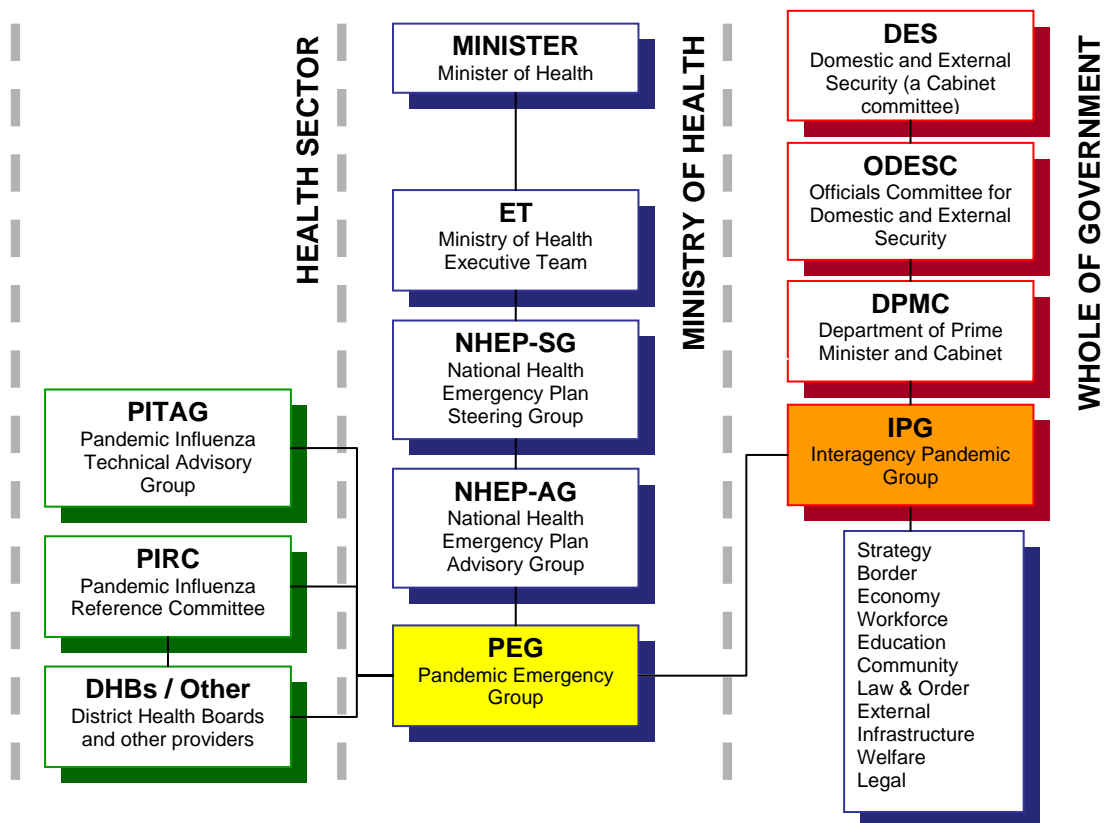 HEALTH SECTOR
PITAG
Pandemic Influenza
Technical Advisory
Group
PIRC
Pandemic Influenza
Reference Committee
DHBs / Other
District Health Boards
and other providers
MINISTRY OF HEALTH
MINISTER
Minister of Health
ET
Ministry of Health
Executive Team
NHEP-SG
National Health
Emergency Plan
Steering Group
NHEP-AG
National Health
Emergency Plan
Advisory Group
PEG
Pandemic Emergency
Group
WHOLE OF GOVERNMENT
DES
Domestic and External
Security (a Cabinet
committee)
ODESC
Officials Committee for
Domestic and External
Security
DPMC
Department of Prime
Minister and Cabinet
IPG
Interagency Pandemic
Group
Strategy
Border
Economy
Workforce
Education
Community
Law & Order
External
Infrastructure
Welfare
Legal